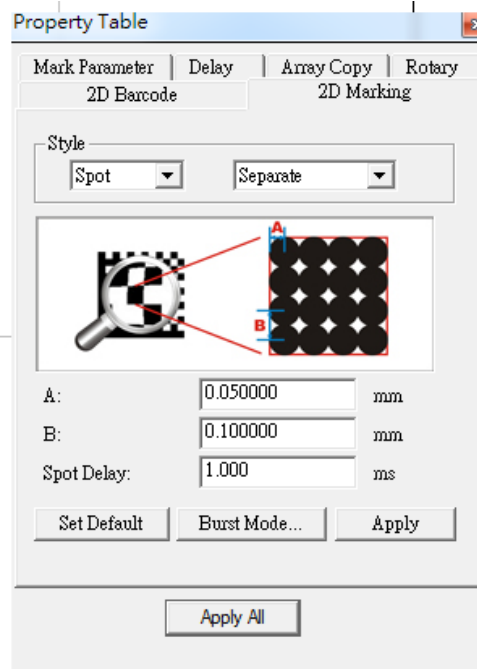 Property Table
Mark Parameter Delay Array Copy Rotary
2D Barcode 2D Marking
Style
Spot Separate
A
B
A: 0.050000 mm
B: 0.100000 mm
Spot Delay: 1.000 ms
Set Default Burst Mode... Apply
Apply All